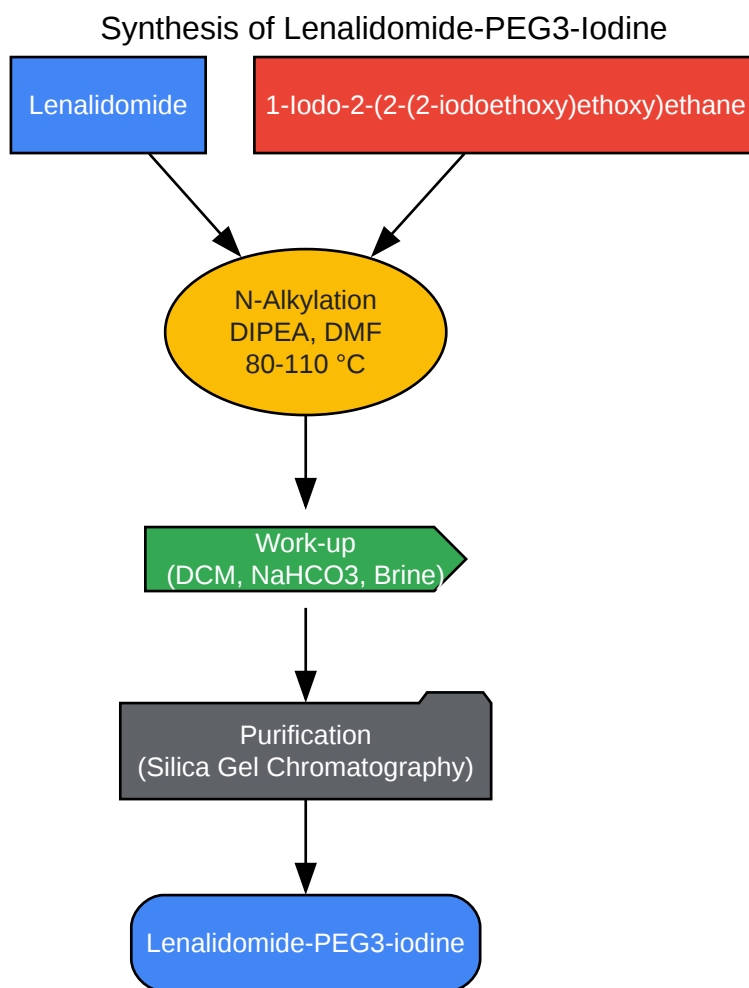 Synthesis of Lenalidomide-PEG3-Iodine
Lenalidomide
1-Iodo-2-(2-(2-iodoethoxy)ethoxy)ethane
N-Alkylation
DIPEA, DMF
80-110 °C
Work-up
(DCM, NaHCO3, Brine)
Purification
(Silica Gel Chromatography)
Lenalidomide-PEG3-iodine